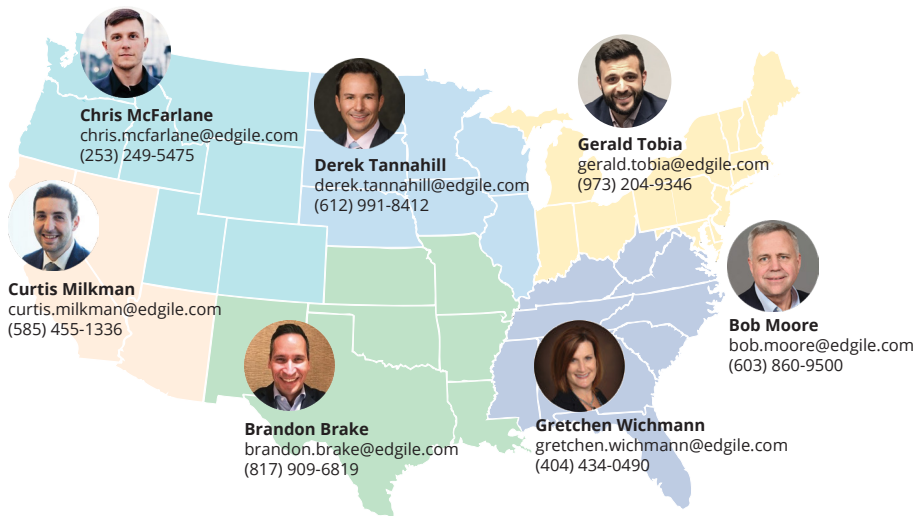 Chris McFarlane
chris.mcfarlane@edgile.com
(253) 249-5475
Derek Tannahill
derek.tannahill@edgile.com
(612) 991-8412
Gerald Tobia
gerald.tobia@edgile.com
(973) 204-9346
Curtis Milkman
curtis.milkman@edgile.com
(585) 455-1336
Bob Moore
bob.moore@edgile.com
(603) 860-9500
Brandon Brake
brandon.brake@edgile.com
(817) 909-6819
Gretchen Wichmann
gretchen.wichmann@edgile.com
(404) 434-0490